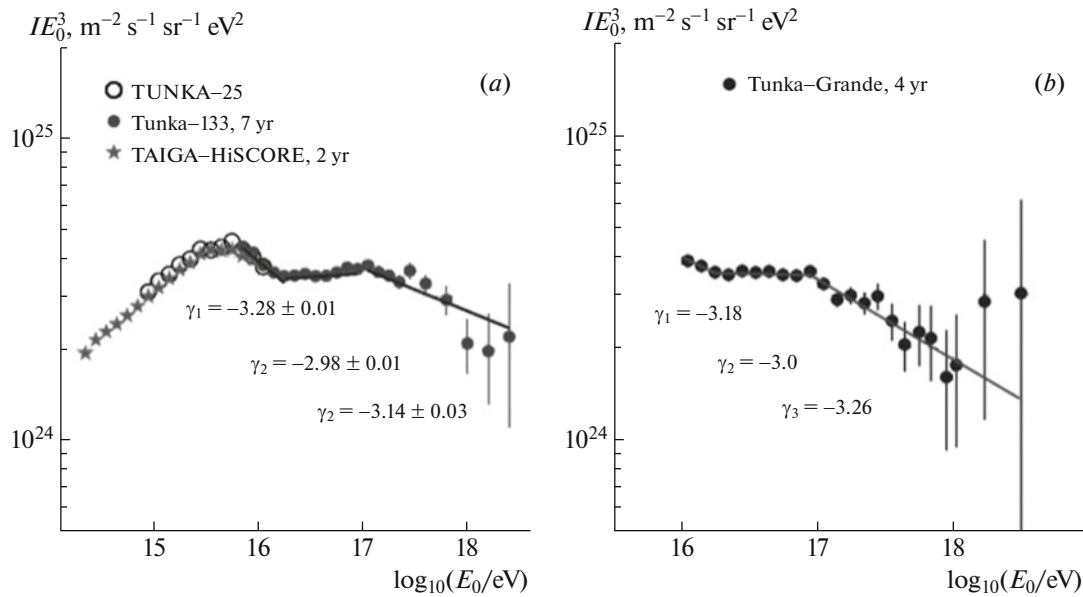 IE₀³, m⁻² s⁻¹ sr⁻¹ eV²
(a)
TUNKA–25
Tunka–133, 7 yr
TAIGA–HiSCORE, 2 yr
10²⁵
10²⁴
γ₁ = –3.28 ± 0.01
γ₂ = –2.98 ± 0.01
γ₂ = –3.14 ± 0.03
15 16 17 18
log₁₀(E₀/eV)
IE₀³, m⁻² s⁻¹ sr⁻¹ eV²
(b)
Tunka–Grande, 4 yr
10²⁵
10²⁴
γ₁ = –3.18
γ₂ = –3.0
γ₃ = –3.26
16 17 18
log₁₀(E₀/eV)